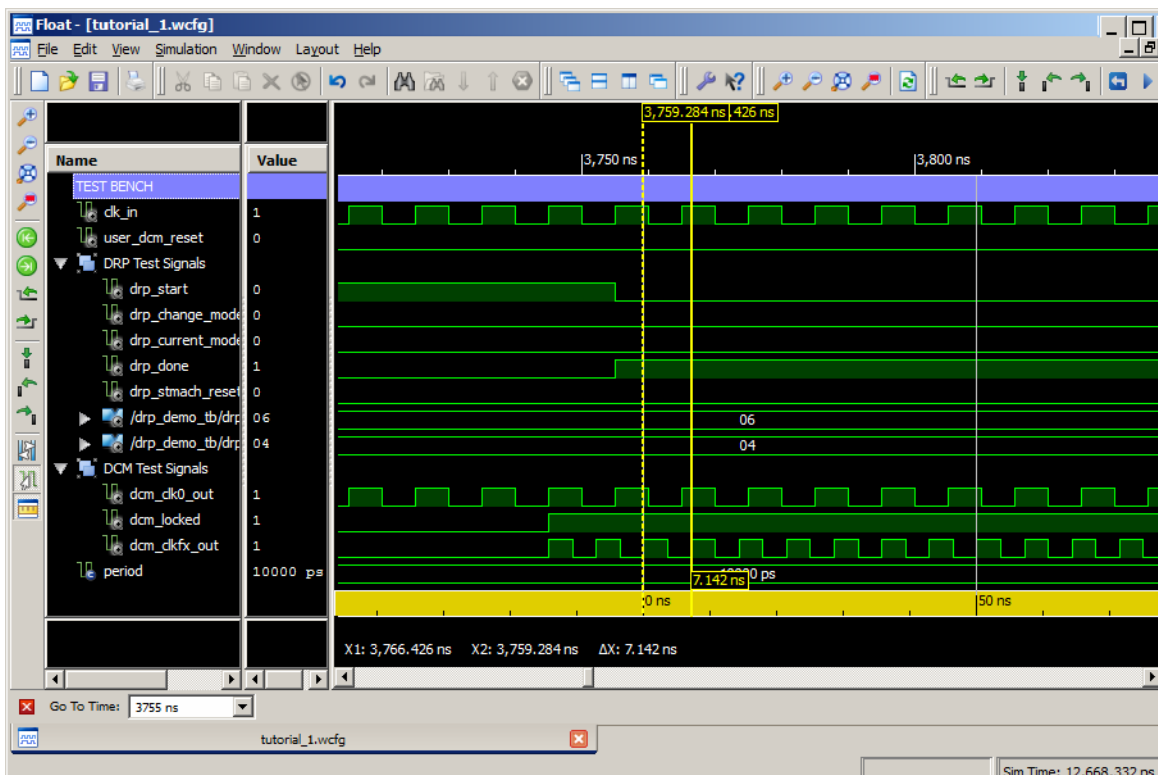 Float - [tutorial_1.wcfg]
File Edit View Simulation Window Layout Help
3,759.284 ns .426 ns
Name Value
3,750 ns 3,800 ns
TEST BENCH
clk_in 1
user_dcm_reset 0
DRP Test Signals
drp_start 0
drp_change_mode 0
drp_current_mode 0
drp_done 1
drp_stmach_reset 0
/drp_demo_tb/drp 06 06
/drp_demo_tb/drp 04 04
DCM Test Signals
dcm_clk0_out 1
dcm_locked 1
dcm_clkfx_out 1
period 10000 ps 0 ps
7.142 ns
0 ns 50 ns
X1: 3,766.426 ns X2: 3,759.284 ns ΔX: 7.142 ns
Go To Time: 3755 ns
tutorial_1.wcfg
Sim Time: 12,668,332 ps